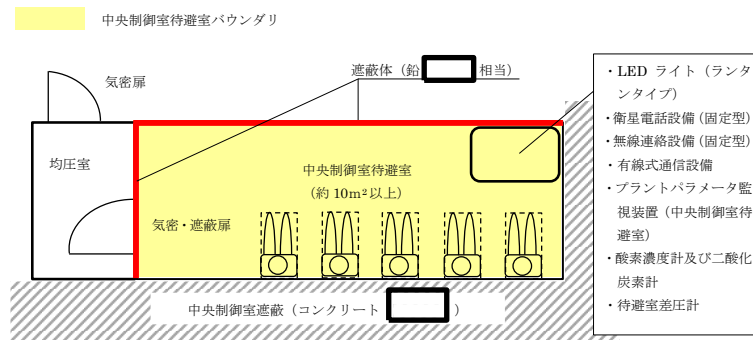 中央制御室待避室バウンダリ
気密扉
遮蔽体（鉛 相当）
均圧室
中央制御室待避室
（約 10m²以上）
気密・遮蔽扉
中央制御室遮蔽（コンクリート ）
・LED ライト（ランタ
ンタイプ）
・衛星電話設備（固定型）
・無線連絡設備（固定型）
・有線式通信設備
・プラントパラメータ監
視装置（中央制御室待
避室）
・酸素濃度計及び二酸化
炭素計
・待避室差圧計